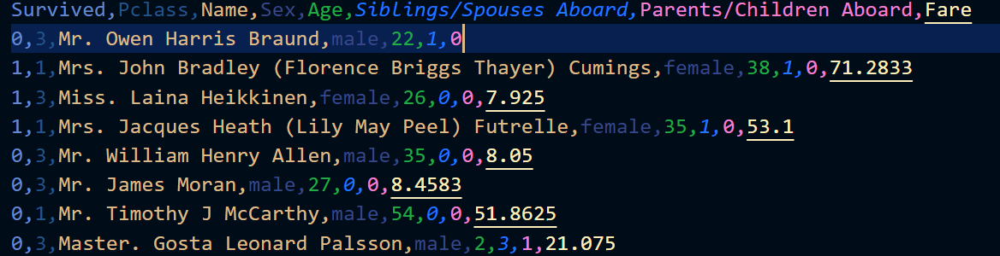 Survived,Pclass,Name,Sex,Age,Siblings/Spouses Aboard,Parents/Children Aboard,Fare
0,3,Mr. Owen Harris Braund,male,22,1,0
1,1,Mrs. John Bradley (Florence Briggs Thayer) Cumings,female,38,1,0,71.2833
1,3,Miss. Laina Heikkinen,female,26,0,0,7.925
1,1,Mrs. Jacques Heath (Lily May Peel) Futrelle,female,35,1,0,53.1
0,3,Mr. William Henry Allen,male,35,0,0,8.05
0,3,Mr. James Moran,male,27,0,0,8.4583
0,1,Mr. Timothy J McCarthy,male,54,0,0,51.8625
0,3,Master. Gosta Leonard Palsson,male,2,3,1,21.075